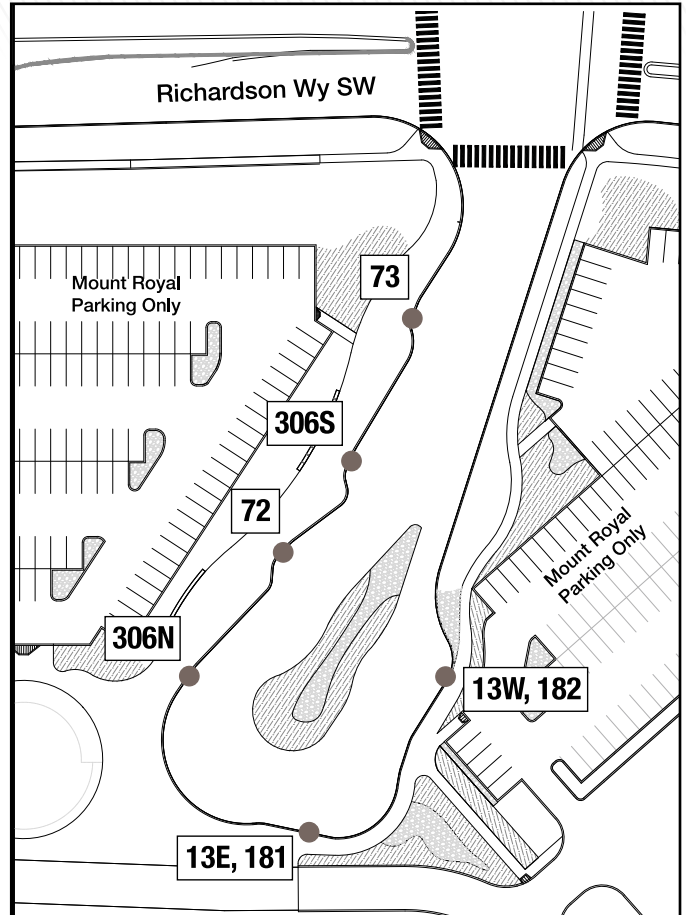 Richardson Wy SW
Mount Royal
Parking Only
73
306S
72
306N
Mount Royal
Parking Only
13W, 182
13E, 181